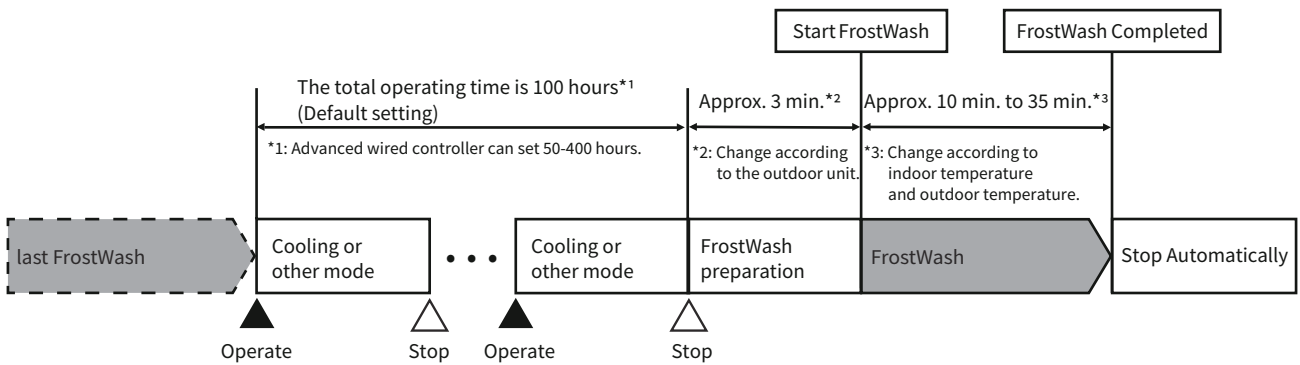 Start FrostWash
FrostWash Completed
The total operating time is 100 hours*¹
(Default setting)
Approx. 3 min.*²
Approx. 10 min. to 35 min.*³
*1: Advanced wired controller can set 50-400 hours.
*2: Change according
to the outdoor unit.
*3: Change according to
indoor temperature
and outdoor temperature.
last FrostWash
Cooling or
other mode
Cooling or
other mode
FrostWash
preparation
FrostWash
Stop Automatically
Operate
Stop
Operate
Stop